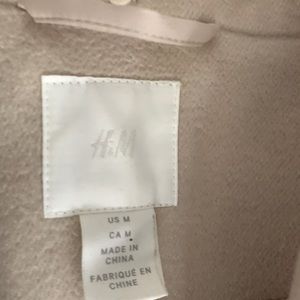 H&M
US M
CA M
MADE IN
CHINA
FABRIQUÉ EN
CHINE